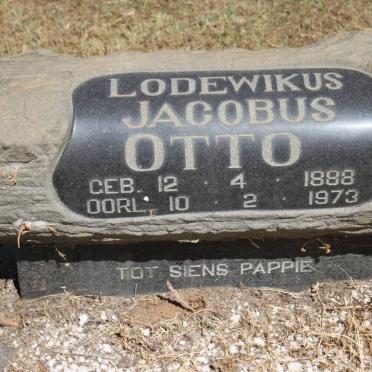 LODEWIKUS
JACOBUS
OTTO
GEB. 12 · 4 · 1888
OORL. 10 · 2 · 1973
TOT SIENS PAPPIE